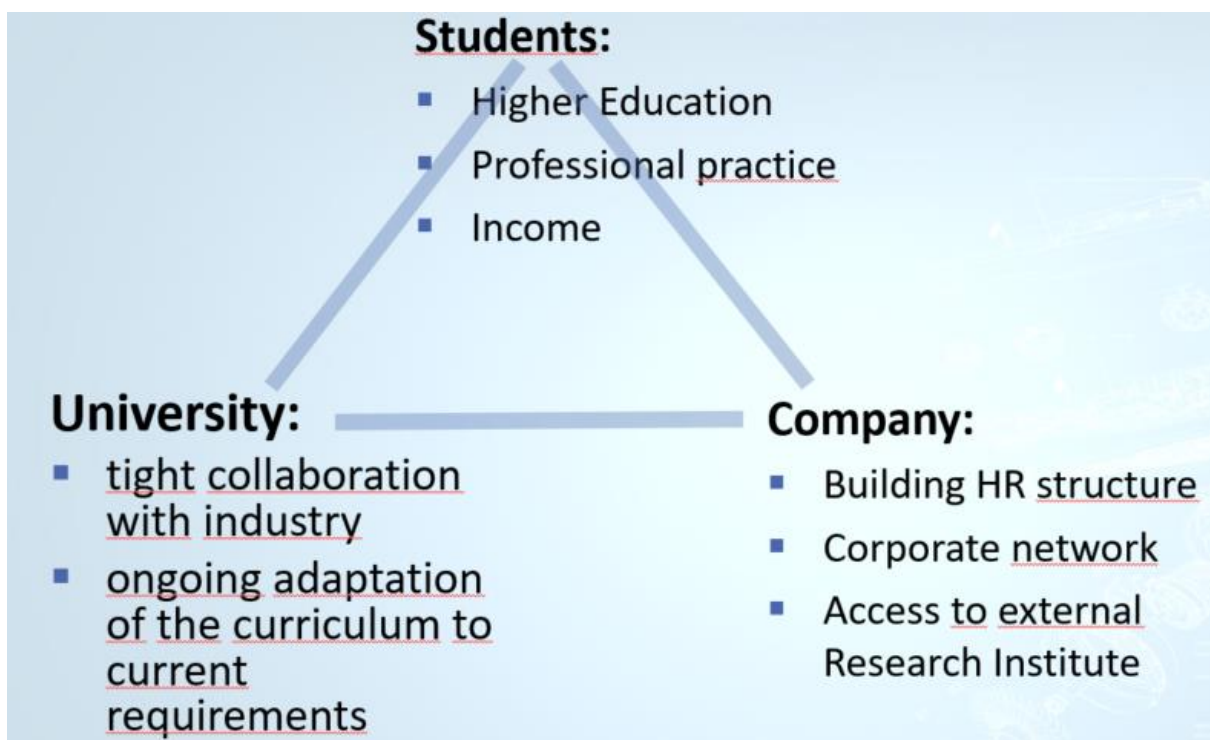 Students:
Higher Education
Professional practice
Income
University:
tight collaboration
with industry
ongoing adaptation
of the curriculum to
current
requirements
Company:
Building HR structure
Corporate network
Access to external
Research Institute